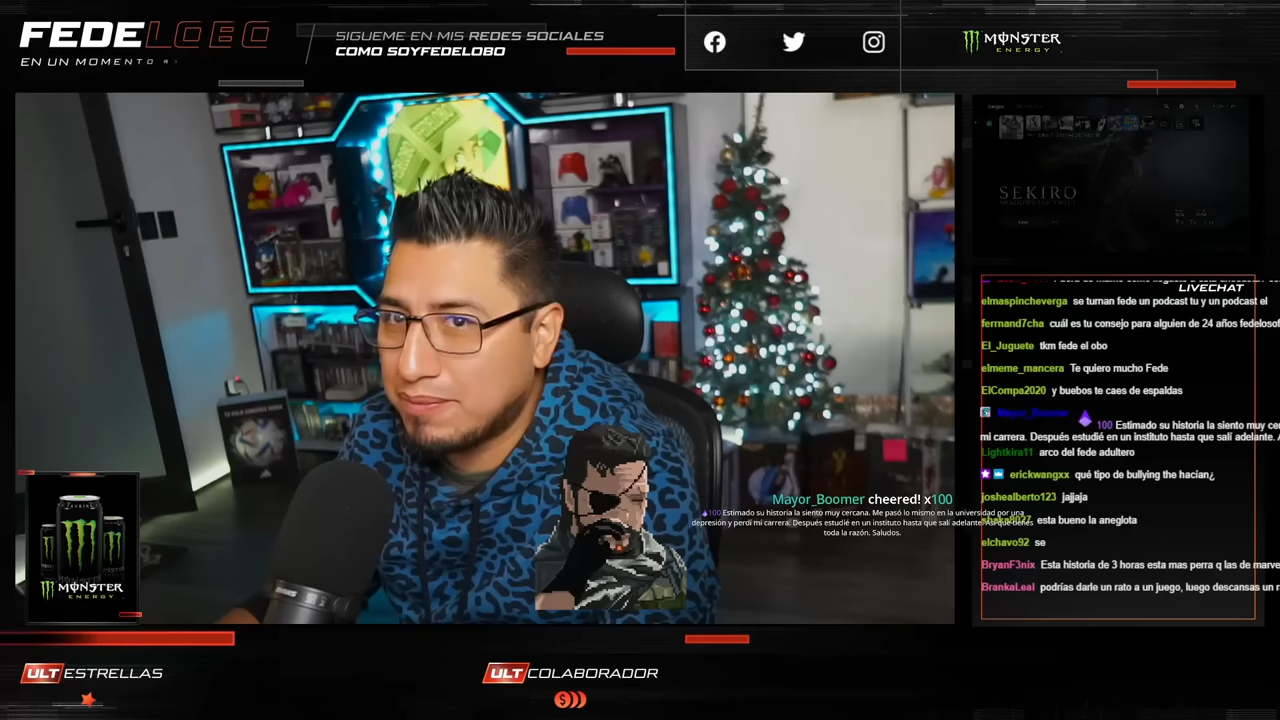 FEDELOBO
EN UN MOMENTO
SIGUEME EN MIS REDES SOCIALES
COMO SOYFEDELOBO
MONSTER
ENERGY
SEKIRO
LIVECHAT
elmaspincheverga se turnan fede un podcast tu y un podcast el
fernand7cha cuál es tu consejo para alguien de 24 años fedelosof
El_Juguete tkm fede el obo
elmeme_mancera Te quiero mucho Fede
ElCompa2020 y buebos te caes de espaldas
Mayor_Boomer
100 Estimado su historia la siento muy cer
mi carrera. Después estudié en un instituto hasta que salí adelante. A
Lightkira11 arco del fede adultero
erickwangxx qué tipo de bullying the hacían¿
joshealberto123 jajjaja
esta bueno la aneglota
elchavo92 se
BryanF3nix Esta historia de 3 horas esta mas perra q las de marve
BrankaLeal podrías darle un rato a un juego, luego descansas un r
Mayor_Boomer cheered! x100
100 Estimado su historia la siento muy cercana. Me pasó lo mismo en la universidad por una
depresión y perdí mi carrera. Después estudié en un instituto hasta que salí adelante. Así que tienes
toda la razón. Saludos.
MONSTER
ENERGY
ULT ESTRELLAS
ULT COLABORADOR